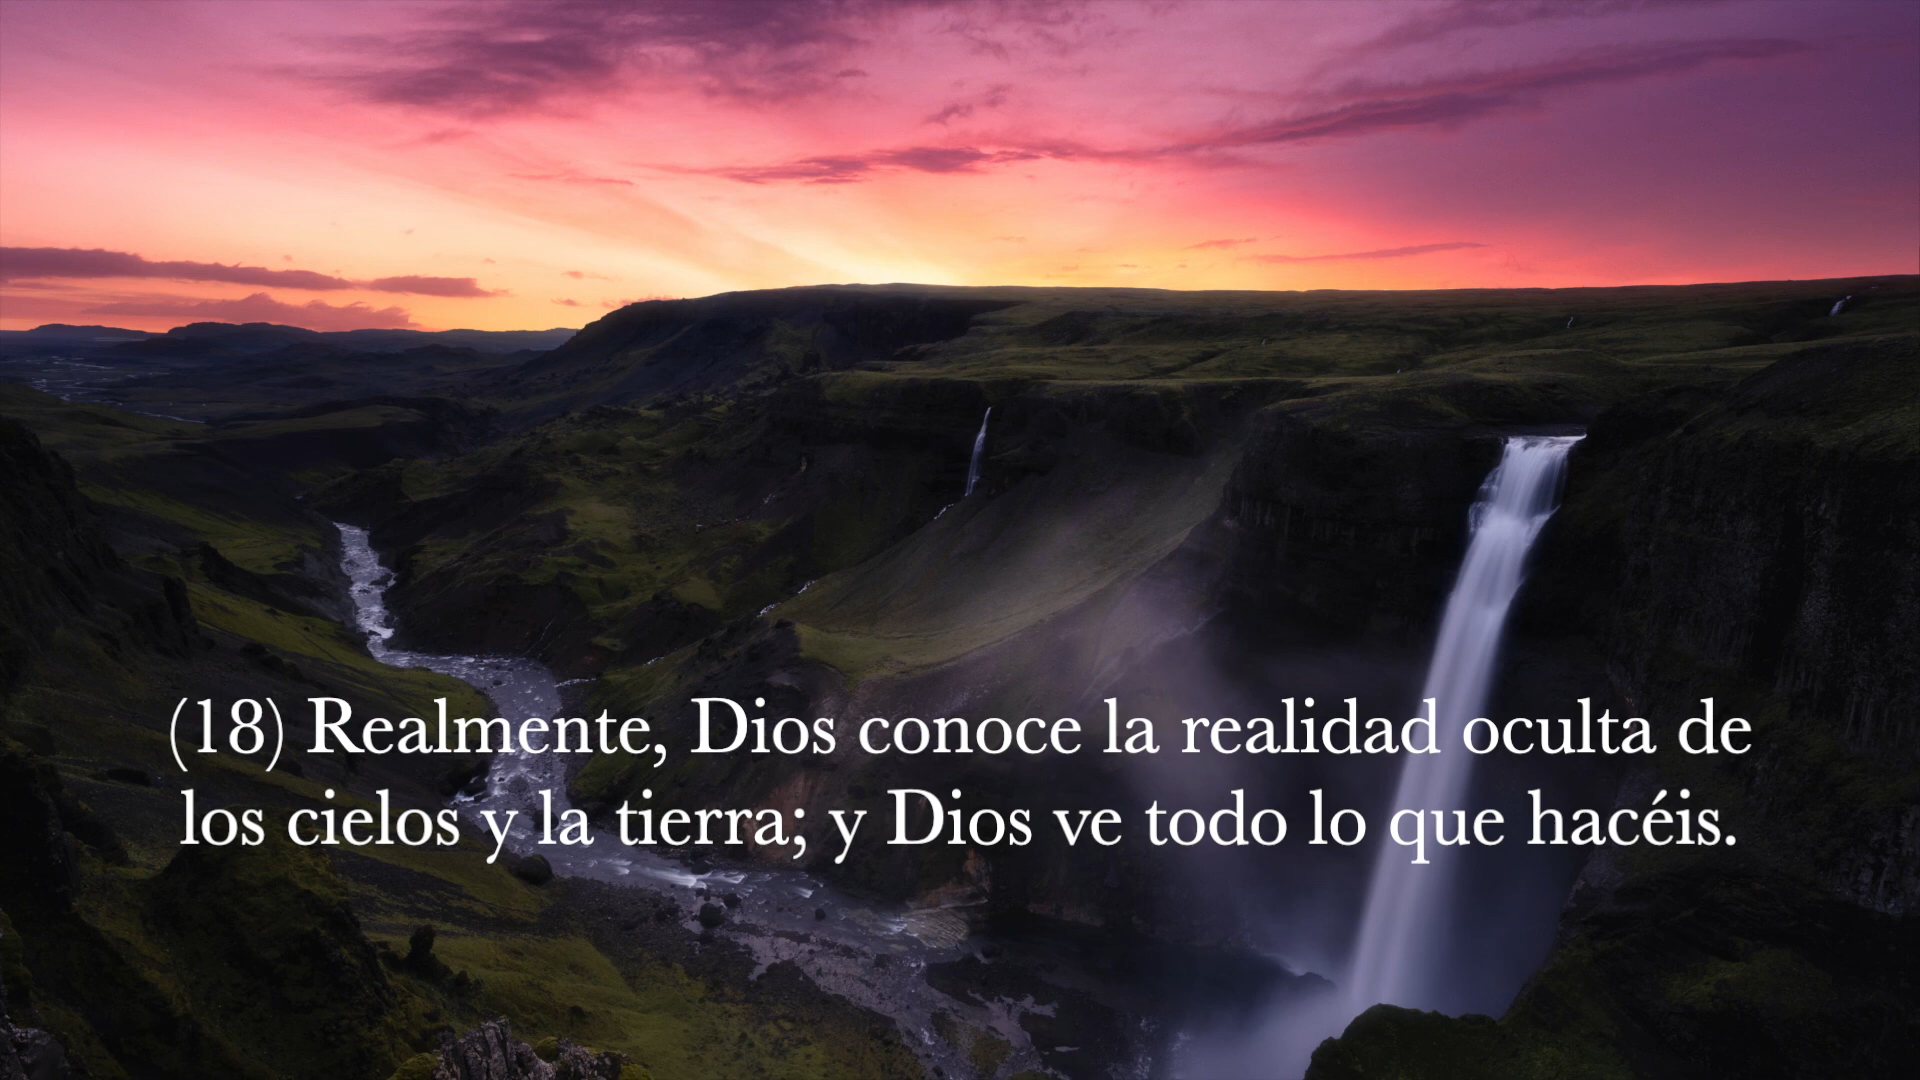 (18) Realmente, Dios conoce la realidad oculta de
los cielos y la tierra; y Dios ve todo lo que hacéis.